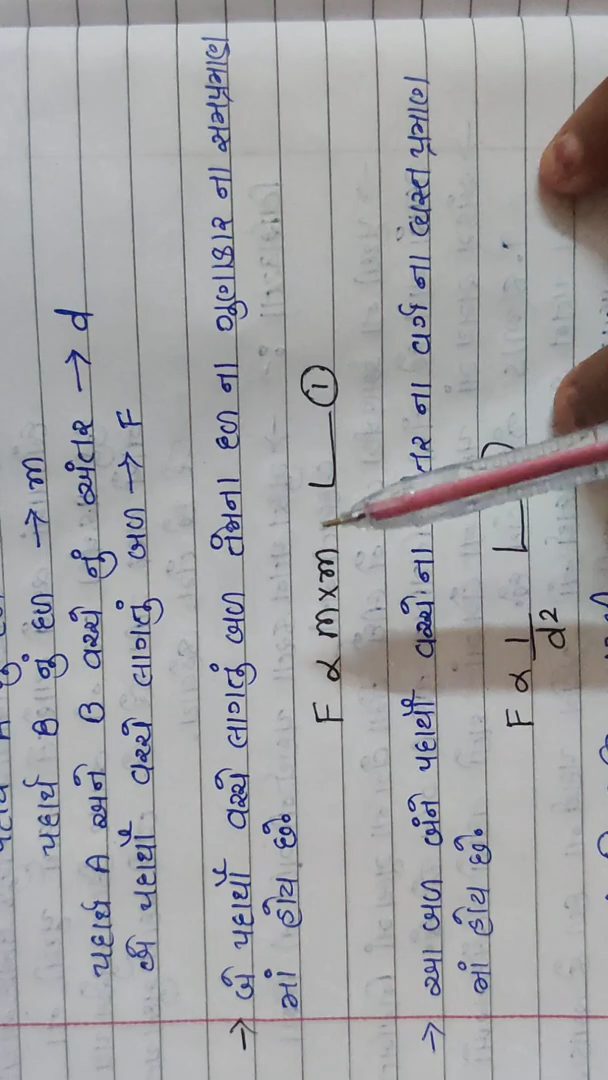 પદાર્થ B નું દળ → m
પદાર્થ A અને B વચ્ચે નું અંતર → d
બે પદાર્થો વચ્ચે લાગતું બળ → F
→ બે પદાર્થો વચ્ચે લાગતું બળ તેમના દળ ના ગુણાકાર ના સમપ્રમાણ
માં હોય છે.
F ∝ m×m ①
→ આ બળ બંને પદાર્થો વચ્ચે ના તર ના વર્ગ ના વ્યસ્ત પ્રમાણ
માં હોય છે.
F ∝ 1/d²